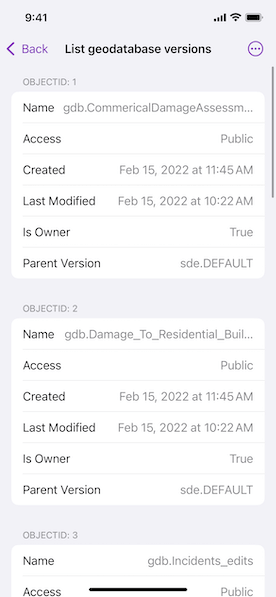 9:41
Back List geodatabase versions
OBJECTID: 1
Name gdb.CommericalDamageAssessm...
Access Public
Created Feb 15, 2022 at 11:45 AM
Last Modified Feb 15, 2022 at 10:22 AM
Is Owner True
Parent Version sde.DEFAULT
OBJECTID: 2
Name gdb.Damage_To_Residential_Buil...
Access Public
Created Feb 15, 2022 at 11:45 AM
Last Modified Feb 15, 2022 at 10:22 AM
Is Owner True
Parent Version sde.DEFAULT
OBJECTID: 3
Name gdb.Incidents_edits
Access Public